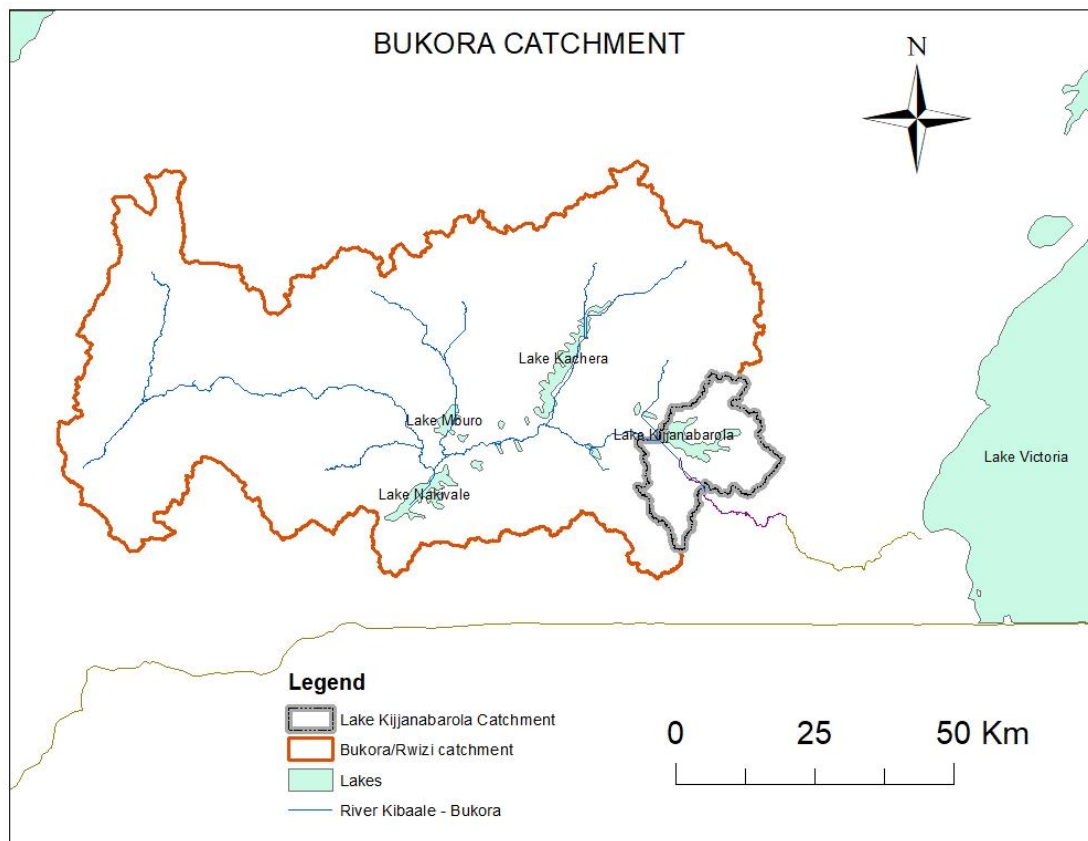 BUKORA CATCHMENT
N
Lake Kachera
Lake Mouro
Lake Kijjanabarola
Lake Victoria
Lake Nakivale
Legend
Lake Kijjanabarola Catchment
Bukora/Rwizi catchment
Lakes
River Kibaale - Bukora
0 25 50 Km